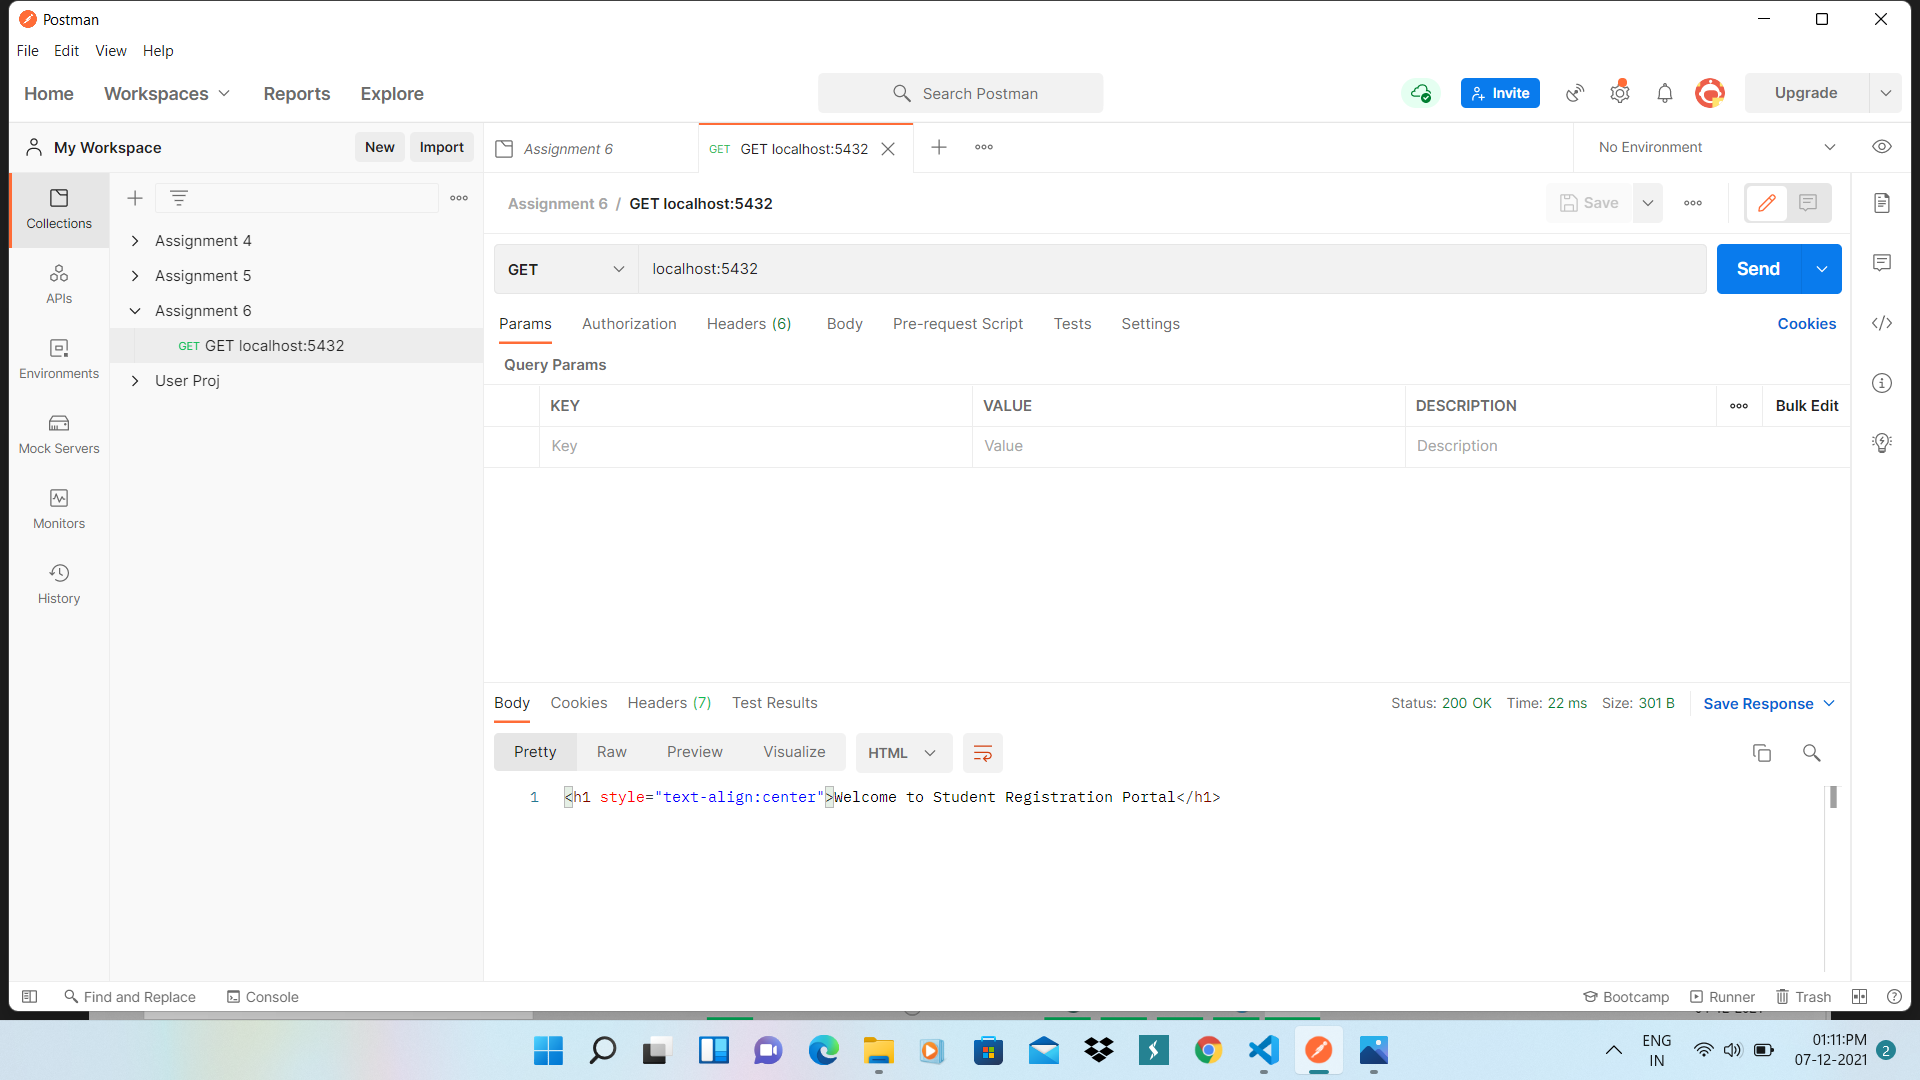 Postman
File Edit View Help
Home Workspaces Reports Explore
Search Postman
Invite
Upgrade
My Workspace
New Import
Assignment 6
GET GET localhost:5432
No Environment
Collections
APIs
Environments
Mock Servers
Monitors
History
Assignment 4
Assignment 5
Assignment 6
GET GET localhost:5432
User Proj
Assignment 6 / GET localhost:5432
Save
GET localhost:5432
Send
Params Authorization Headers (6) Body Pre-request Script Tests Settings Cookies
Query Params
KEY VALUE DESCRIPTION Bulk Edit
Key Value Description
Body Cookies Headers (7) Test Results
Status: 200 OK Time: 22 ms Size: 301 B Save Response
Pretty Raw Preview Visualize HTML
1 <h1 style="text-align:center">Welcome to Student Registration Portal</h1>
Find and Replace Console
Bootcamp Runner Trash
ENG
IN
01:11:PM
07-12-2021
2